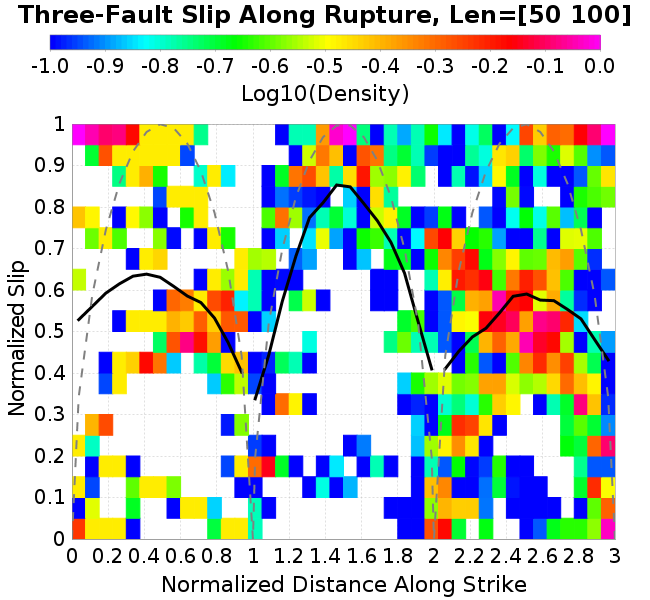 Three-Fault Slip Along Rupture, Len=[50 100]
-1.0 -0.9 -0.8 -0.7 -0.6 -0.5 -0.4 -0.3 -0.2 -0.1 0.0
Log10(Density)
1
0.9
0.8
0.7
0.6
0.5
0.4
0.3
0.2
0.1
0
Normalized Slip
0 0.2 0.4 0.6 0.8 1 1.2 1.4 1.6 1.8 2 2.2 2.4 2.6 2.8 3
Normalized Distance Along Strike